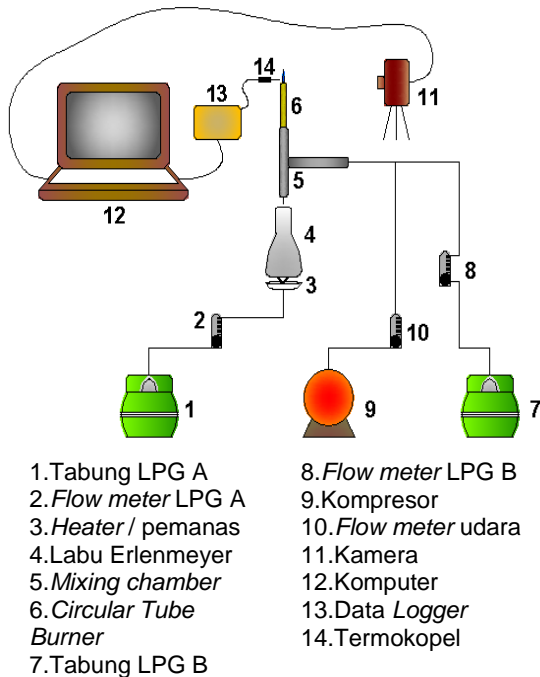 14
13
6
11
5
12
4
3
8
2
10
1
9
7
1.Tabung LPG A
2.Flow meter LPG A
3.Heater / pemanas
4.Labu Erlenmeyer
5.Mixing chamber
6.Circular Tube
Burner
7.Tabung LPG B
8.Flow meter LPG B
9.Kompresor
10.Flow meter udara
11.Kamera
12.Komputer
13.Data Logger
14.Termokopel